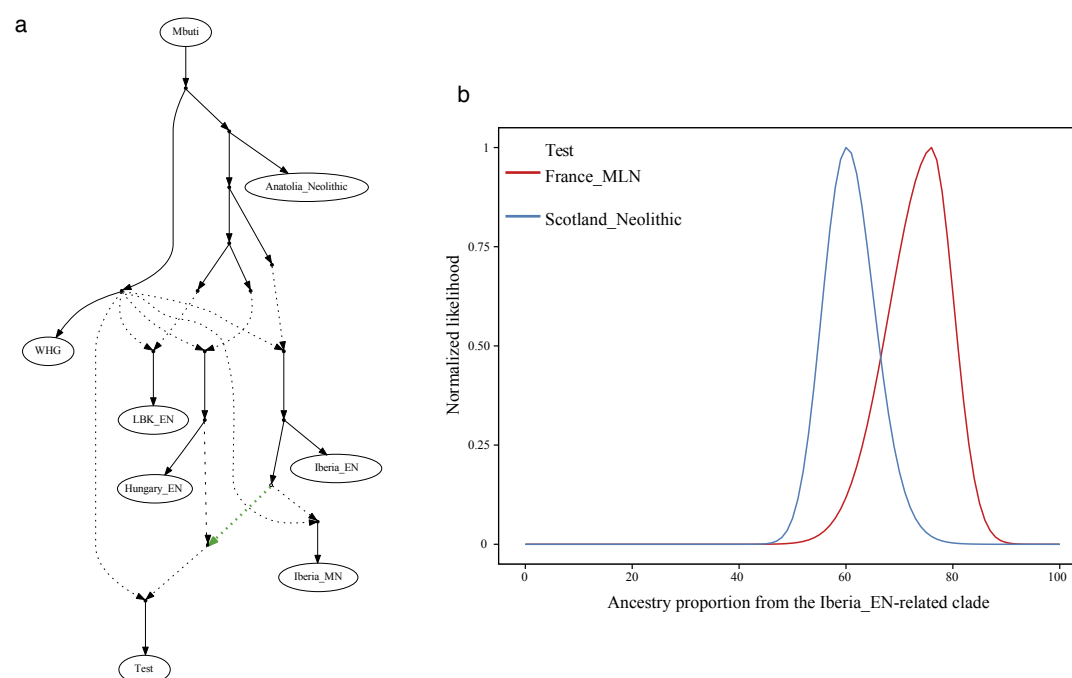 a
Mbuti
Anatolia_Neolithic
WHG
LBK_EN
Iberia_EN
Hungary_EN
Iberia_MN
Test
b
Test
France_MLN
Scotland_Neolithic
Normalized likelihood
1
0.75
0.50
0.25
0
0 20 40 60 80 100
Ancestry proportion from the Iberia_EN-related clade